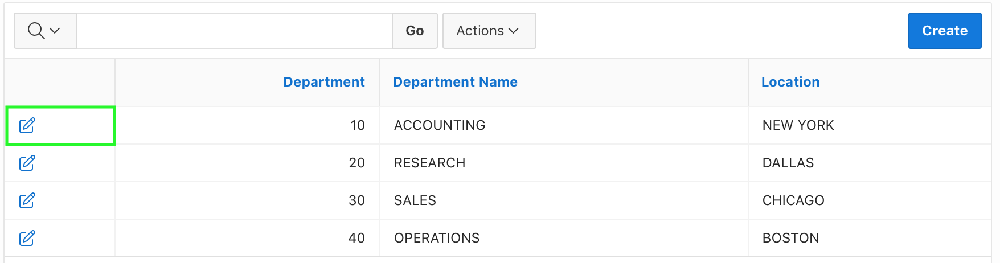 Go Actions Create
Department Department Name Location
10 ACCOUNTING NEW YORK
20 RESEARCH DALLAS
30 SALES CHICAGO
40 OPERATIONS BOSTON